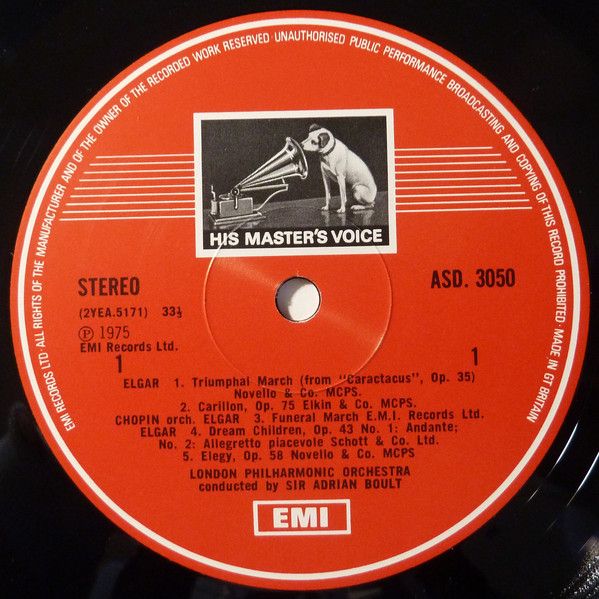 EMI RECORDS LTD ALL RIGHTS OF THE MANUFACTURER AND OF THE OWNER OF THE RECORDED WORK RESERVED · UNAUTHORISED PUBLIC PERFORMANCE BROADCASTING AND COPYING OF THIS RECORD PROHIBITED · MADE IN GT BRITAIN
HIS MASTER'S VOICE
STEREO
ASD. 3050
(2YEA.5171) 33⅓
Ⓟ 1975
EMI Records Ltd.
1
1
ELGAR 1. Triumphal March (from "Caractacus", Op. 35)
Novello & Co. MCPS.
2. Carillon, Op. 75 Elkin & Co. MCPS.
CHOPIN orch. ELGAR 3. Funeral March E.M.I. Records Ltd.
ELGAR 4. Dream Children, Op. 43 No. 1: Andante;
No. 2: Allegretto piacevole Schott & Co. Ltd.
5. Elegy, Op. 58 Novello & Co. MCPS
LONDON PHILHARMONIC ORCHESTRA
conducted by SIR ADRIAN BOULT
EMI